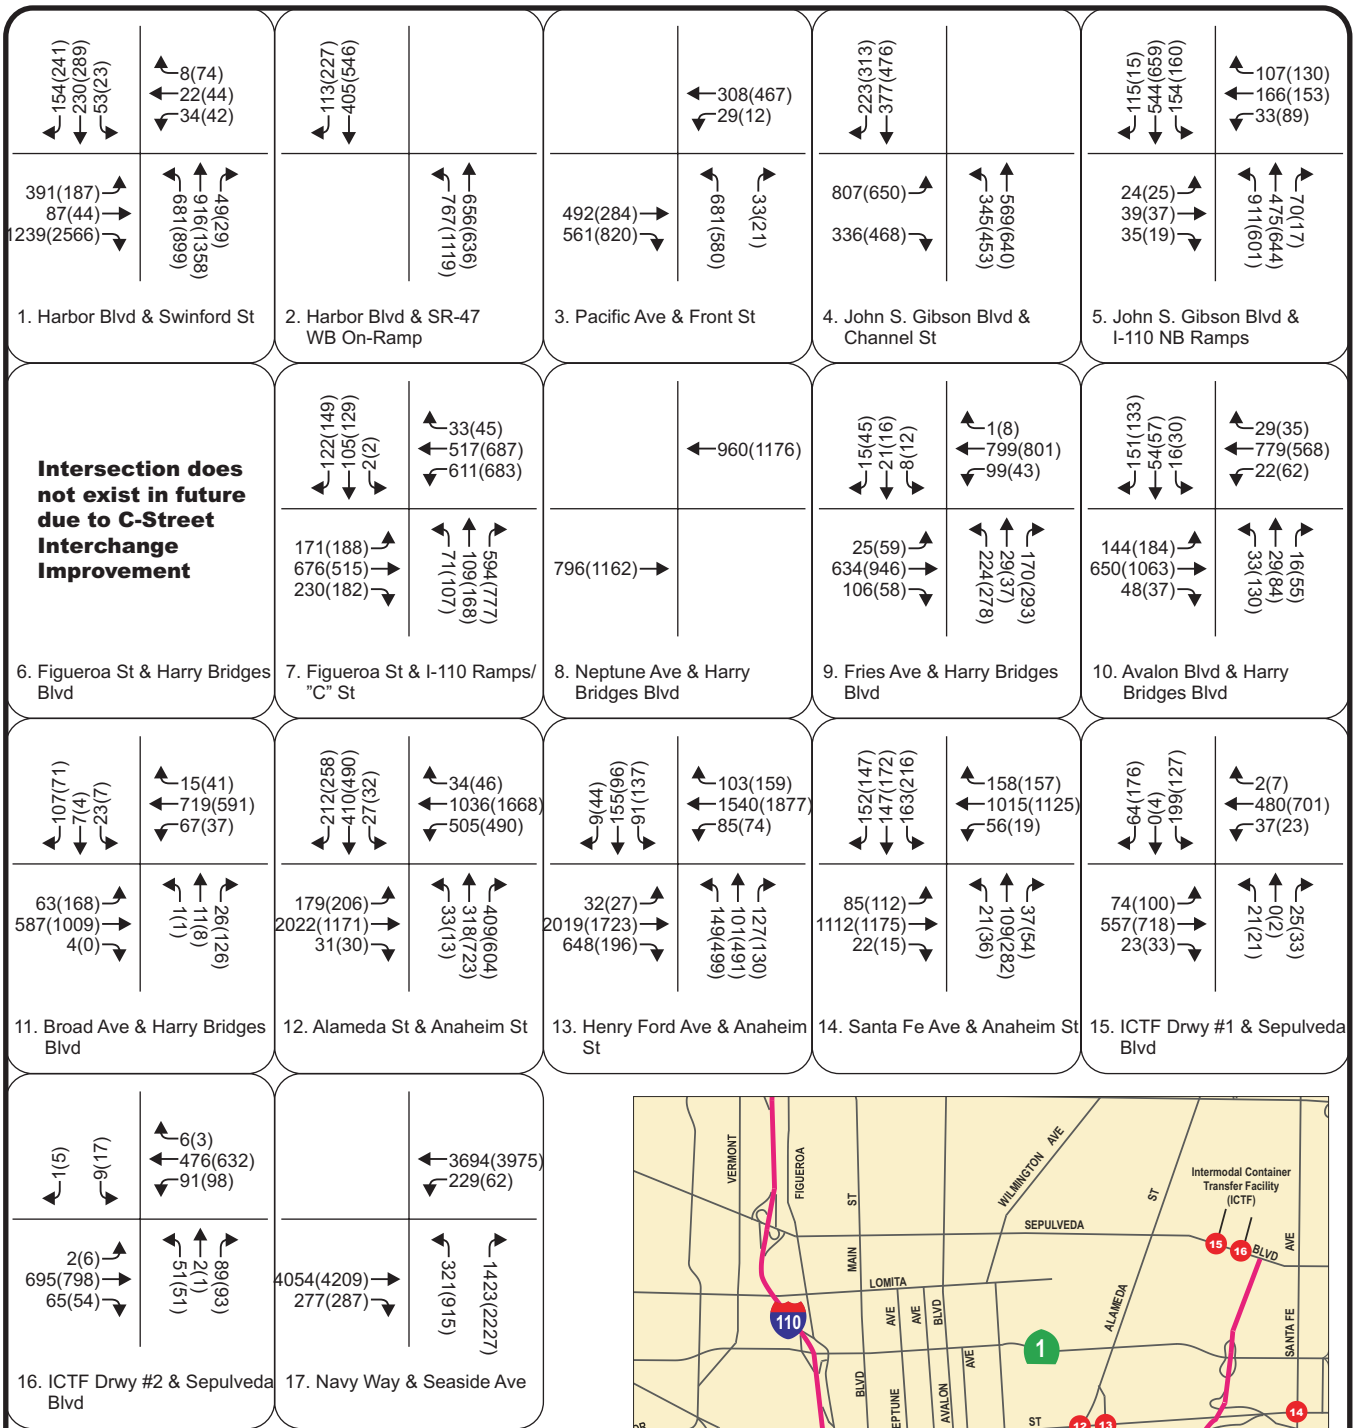 154(241)
230(289)
53(23)
8(74)
22(44)
34(42)
391(187)
87(44)
1239(2566)
681(899)
916(1358)
49(29)
1. Harbor Blvd & Swinford St
113(227)
405(546)
767(1119)
656(636)
2. Harbor Blvd & SR-47
WB On-Ramp
308(467)
29(12)
492(284)
561(820)
681(580)
33(21)
3. Pacific Ave & Front St
223(313)
377(476)
807(650)
336(468)
345(453)
569(640)
4. John S. Gibson Blvd &
Channel St
115(15)
544(659)
154(160)
107(130)
166(153)
33(89)
24(25)
39(37)
35(19)
911(601)
475(644)
70(17)
5. John S. Gibson Blvd &
I-110 NB Ramps
Intersection does
not exist in future
due to C-Street
Interchange
Improvement
6. Figueroa St & Harry Bridges
Blvd
122(149)
105(129)
2(2)
33(45)
517(687)
611(683)
171(188)
676(515)
230(182)
71(107)
109(168)
594(777)
7. Figueroa St & I-110 Ramps/
"C" St
960(1176)
796(1162)
8. Neptune Ave & Harry
Bridges Blvd
15(45)
21(16)
8(12)
1(8)
799(801)
99(43)
25(59)
634(946)
106(58)
224(278)
29(37)
170(293)
9. Fries Ave & Harry Bridges
Blvd
151(133)
54(57)
16(30)
29(35)
779(568)
22(62)
144(184)
650(1063)
48(37)
33(130)
29(84)
16(55)
10. Avalon Blvd & Harry
Bridges Blvd
107(71)
7(4)
23(7)
15(41)
719(591)
67(37)
63(168)
587(1009)
4(0)
1(1)
11(8)
26(126)
11. Broad Ave & Harry Bridges
Blvd
212(258)
410(490)
27(32)
34(46)
1036(1668)
505(490)
179(206)
2022(1171)
31(30)
33(13)
318(723)
409(604)
12. Alameda St & Anaheim St
9(44)
155(96)
91(137)
103(159)
1540(1877)
85(74)
32(27)
2019(1723)
648(196)
149(499)
101(491)
127(130)
13. Henry Ford Ave & Anaheim
St
152(147)
147(172)
163(216)
158(157)
1015(1125)
56(19)
85(112)
1112(1175)
22(15)
21(36)
109(282)
37(54)
14. Santa Fe Ave & Anaheim St
64(176)
0(4)
199(127)
2(7)
480(701)
37(23)
74(100)
557(718)
23(33)
21(21)
0(2)
25(33)
15. ICTF Drwy #1 & Sepulveda
Blvd
1(5)
9(17)
6(3)
476(632)
91(98)
2(6)
695(798)
65(54)
51(51)
2(1)
89(93)
16. ICTF Drwy #2 & Sepulveda
Blvd
3694(3975)
229(62)
4054(4209)
277(287)
321(915)
1423(2227)
17. Navy Way & Seaside Ave
VERMONT
FIGUEROA
ST
MAIN
BLVD
WILMINGTON AVE
ST
ALAMEDA
Intermodal Container
Transfer Facility
(ICTF)
SEPULVEDA
BLVD
15
16
AVE
SANTA FE
LOMITA
AVE
AVE
BLVD
110
1
AVE
AVALON
EPTUNE
ST
12
13
14